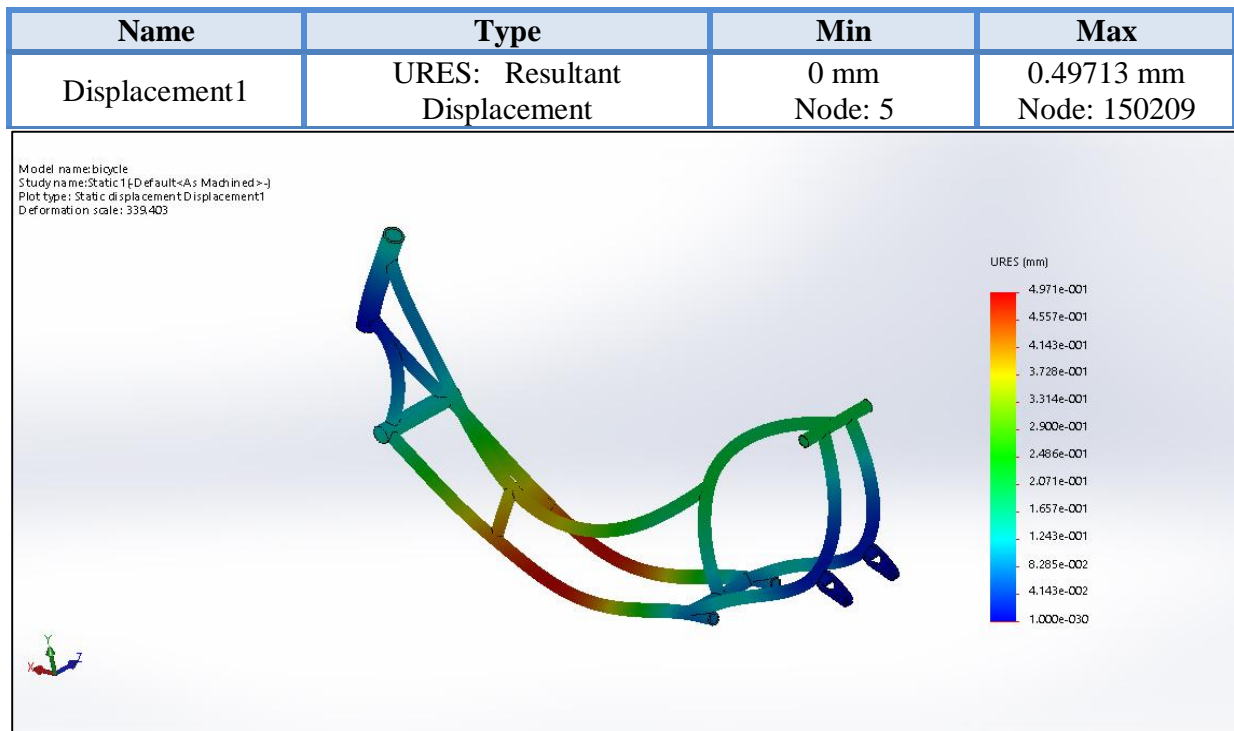 Name Type Min Max
Displacement1 URES: Resultant Displacement 0 mm Node: 5 0.49713 mm Node: 150209
Model name:bicycle
Study name:Static 1(-Default<As Machined>-)
Plot type: Static displacement Displacement1
Deformation scale: 339.403
URES (mm)
4.971e-001
4.557e-001
4.143e-001
3.728e-001
3.314e-001
2.900e-001
2.486e-001
2.071e-001
1.657e-001
1.243e-001
8.285e-002
4.143e-002
1.000e-030
Y
X
Z